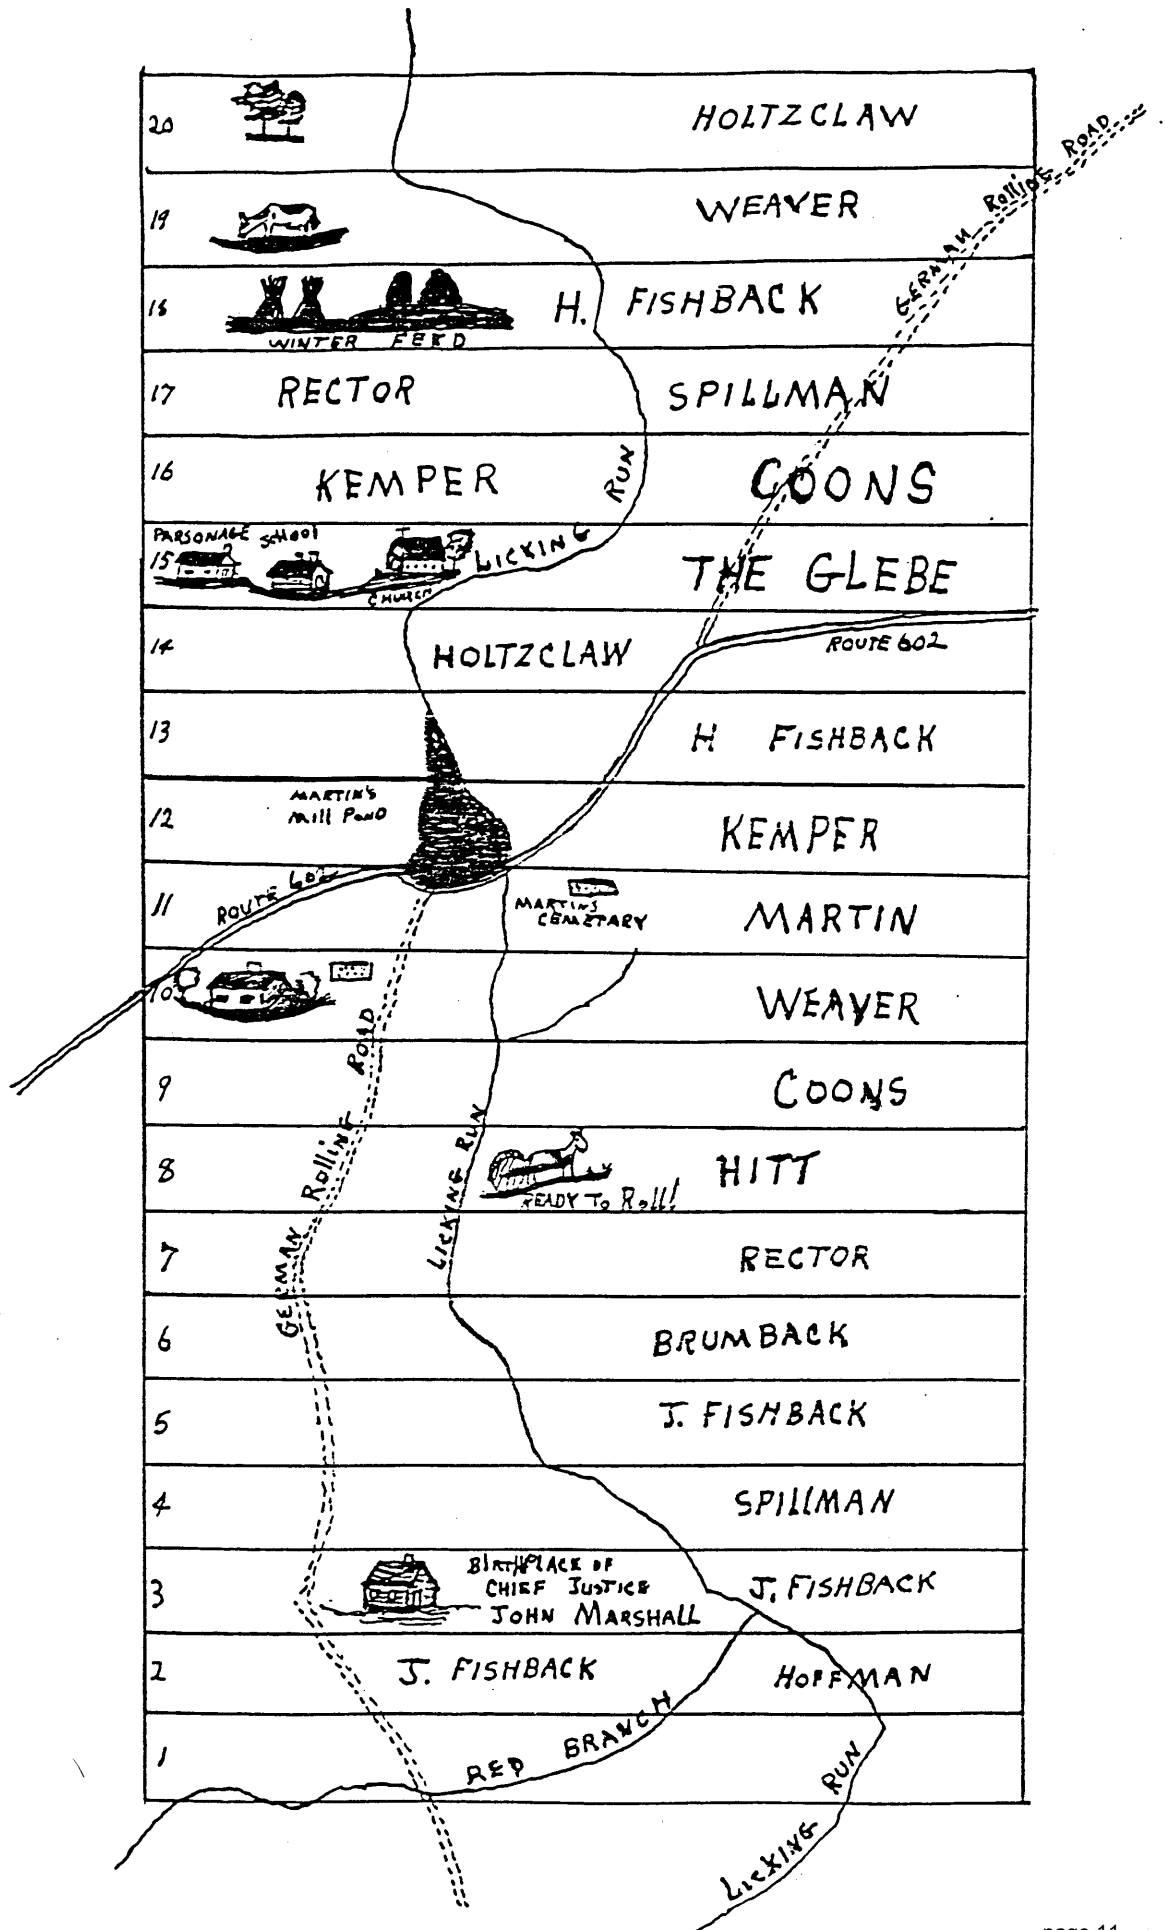 20 HOLTZCLAW
GERMAN Rolling ROAD
19 WEAVER
18 H. FISHBACK
WINTER FEED
17 RECTOR SPILLMAN
16 KEMPER COONS
LICKING RUN
PARSONAGE SCHOOL
15 THE GLEBE
CHURCH
14 HOLTZCLAW
ROUTE 602
13 H FISHBACK
MARTIN'S
Mill POND
12 KEMPER
ROUTE 602
11 MARTIN
MARTINS
CEMETARY
10 WEAVER
9 COONS
GERMAN Rolling ROAD
LICKING RUN
8 HITT
READY TO Roll!
7 RECTOR
6 BRUMBACK
5 J. FISHBACK
4 SPILLMAN
BIRTHPLACE OF
CHIEF JUSTICE
JOHN MARSHALL
3 J. FISHBACK
2 J. FISHBACK HOFFMAN
1
RED BRANCH
LICKING RUN
page 11